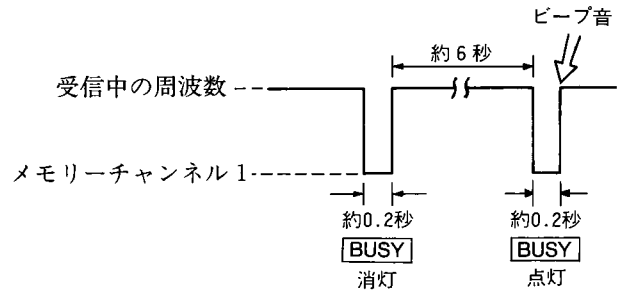 ビープ音
約6秒
受信中の周波数
メモリーチャンネル1
約0.2秒 約0.2秒
BUSY BUSY
消灯 点灯